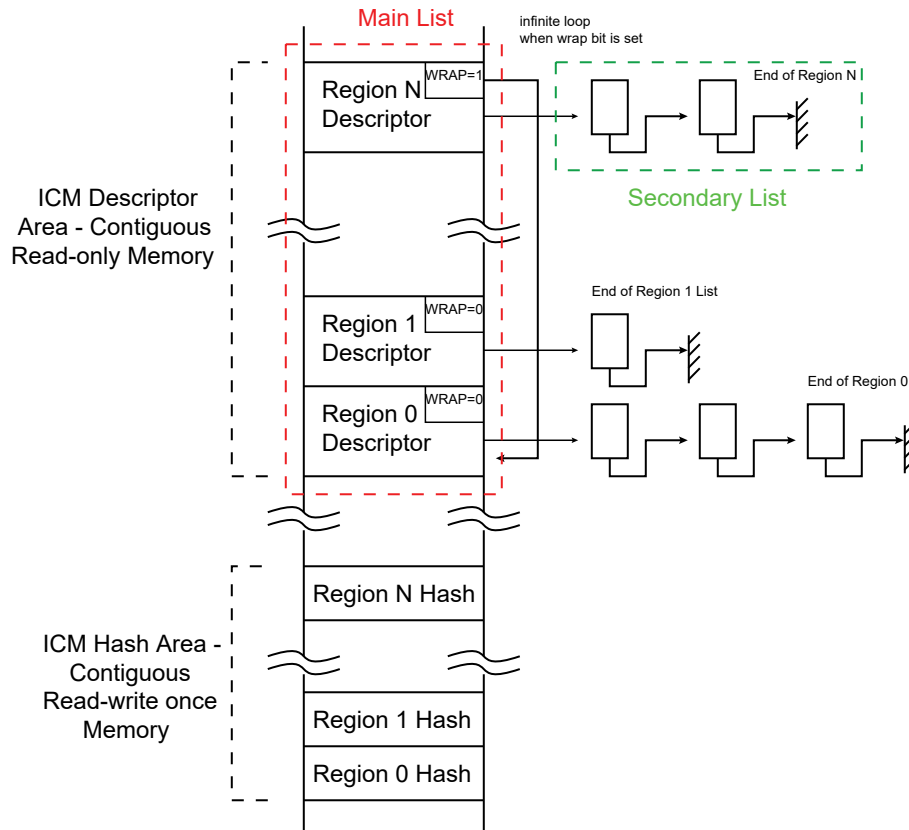 Main List
infinite loop
when wrap bit is set
WRAP=1
Region N
Descriptor
End of Region N
Secondary List
ICM Descriptor
Area - Contiguous
Read-only Memory
WRAP=0
Region 1
Descriptor
End of Region 1 List
WRAP=0
Region 0
Descriptor
End of Region 0
Region N Hash
ICM Hash Area -
Contiguous
Read-write once
Memory
Region 1 Hash
Region 0 Hash